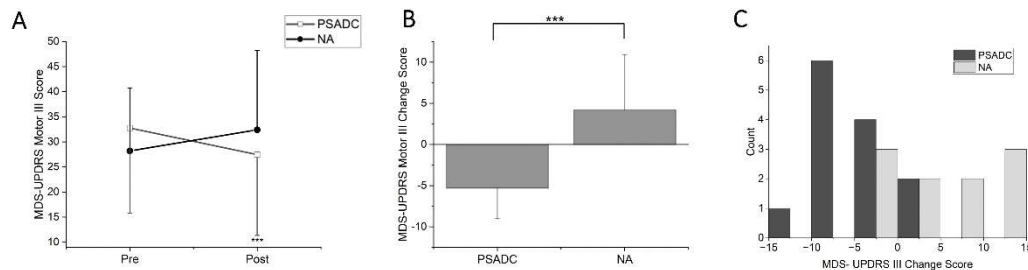 A
PSADC
NA
MDS-UPDRS Motor III Score
50
45
40
35
30
25
20
15
10
***
Pre
Post
B
***
MDS-UPDRS Motor III Change Score
10
5
0
-5
-10
PSADC
NA
C
PSADC
NA
Count
6
5
4
3
2
1
0
-15
-10
-5
0
5
10
15
MDS- UPDRS III Change Score